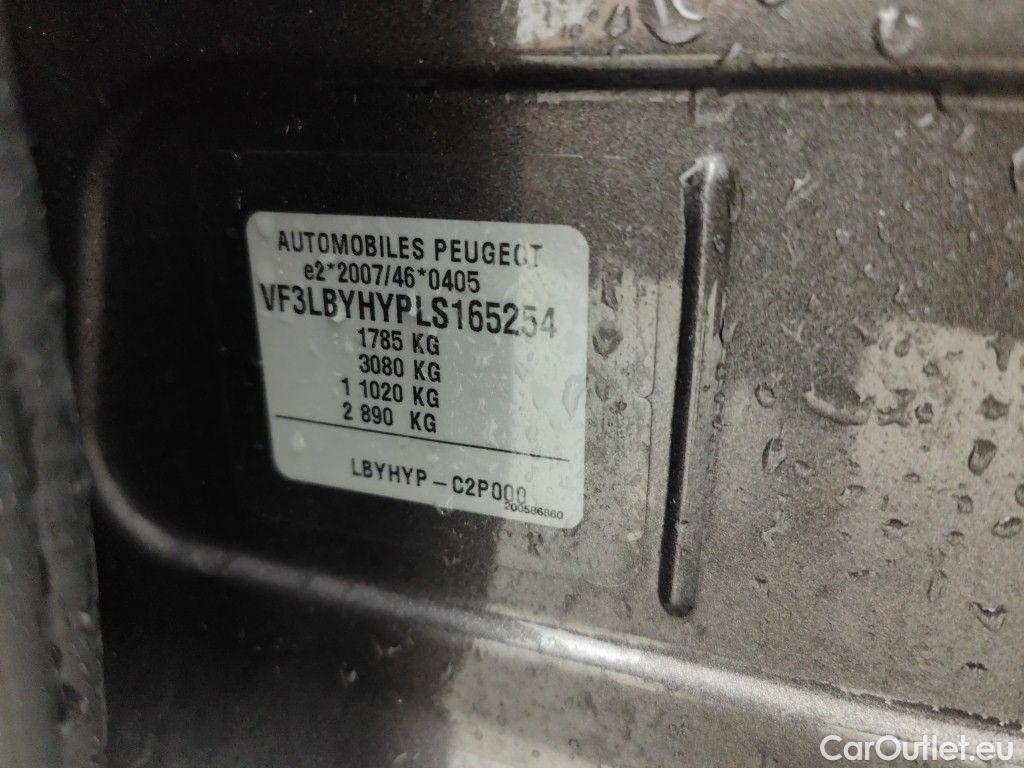 AUTOMOBILES PEUGEOT
e2*2007/46*0405
VF3LBYHYPLS165254
1785 KG
3080 KG
1 1020 KG
2 890 KG
LBYHYP - C2P000
200586860
CarOutlet.eu